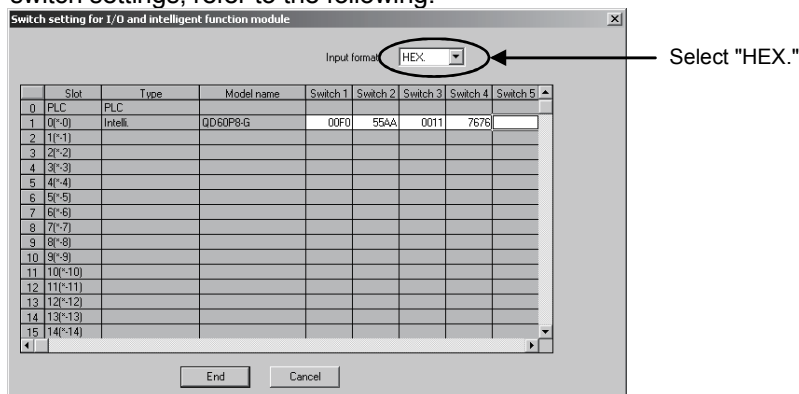 switch settings, refer to the following.
Switch setting for I/O and intelligent function module
Input format HEX.
Select "HEX."
Slot Type Model name Switch 1 Switch 2 Switch 3 Switch 4 Switch 5
0 PLC PLC
1 0(*-0) Intelli. QD60P8-G 00F0 55AA 0011 7676
2 1(*-1)
3 2(*-2)
4 3(*-3)
5 4(*-4)
6 5(*-5)
7 6(*-6)
8 7(*-7)
9 8(*-8)
10 9(*-9)
11 10(*-10)
12 11(*-11)
13 12(*-12)
14 13(*-13)
15 14(*-14)
End Cancel